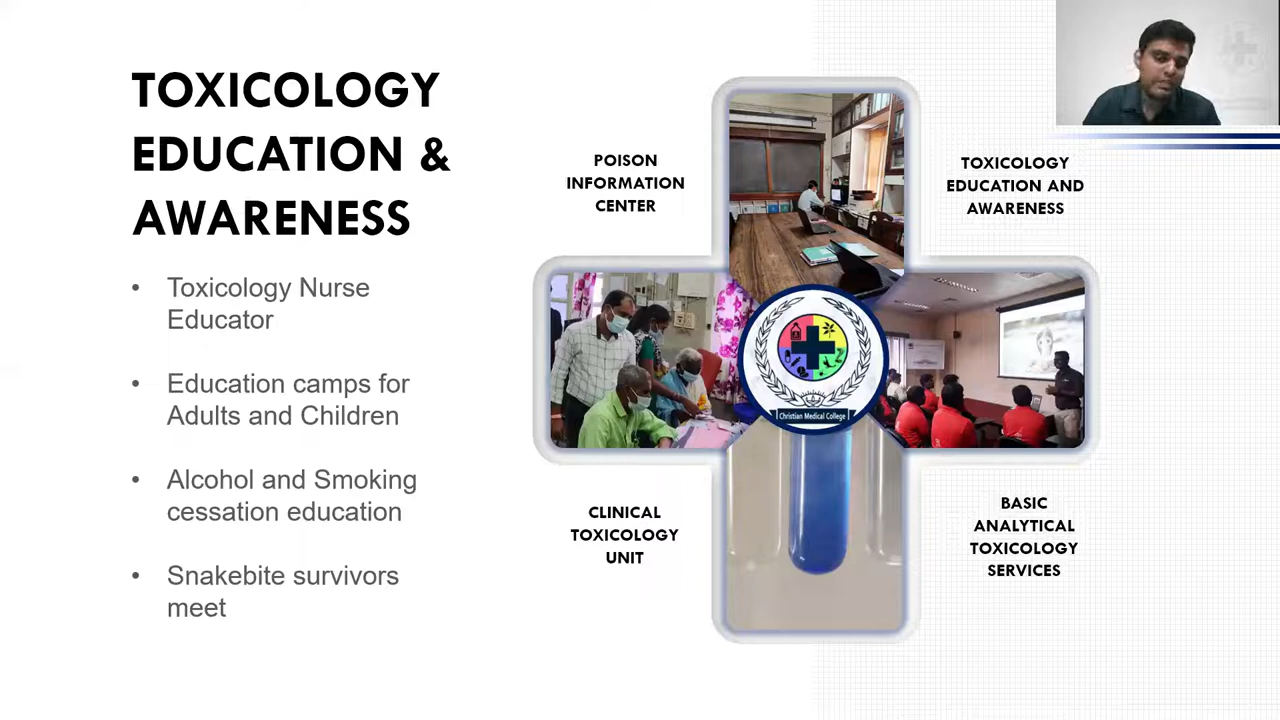 TOXICOLOGY
EDUCATION &
AWARENESS
• Toxicology Nurse
Educator
• Education camps for
Adults and Children
• Alcohol and Smoking
cessation education
• Snakebite survivors
meet
POISON
INFORMATION
CENTER
TOXICOLOGY
EDUCATION AND
AWARENESS
Christian Medical College
CLINICAL
TOXICOLOGY
UNIT
BASIC
ANALYTICAL
TOXICOLOGY
SERVICES